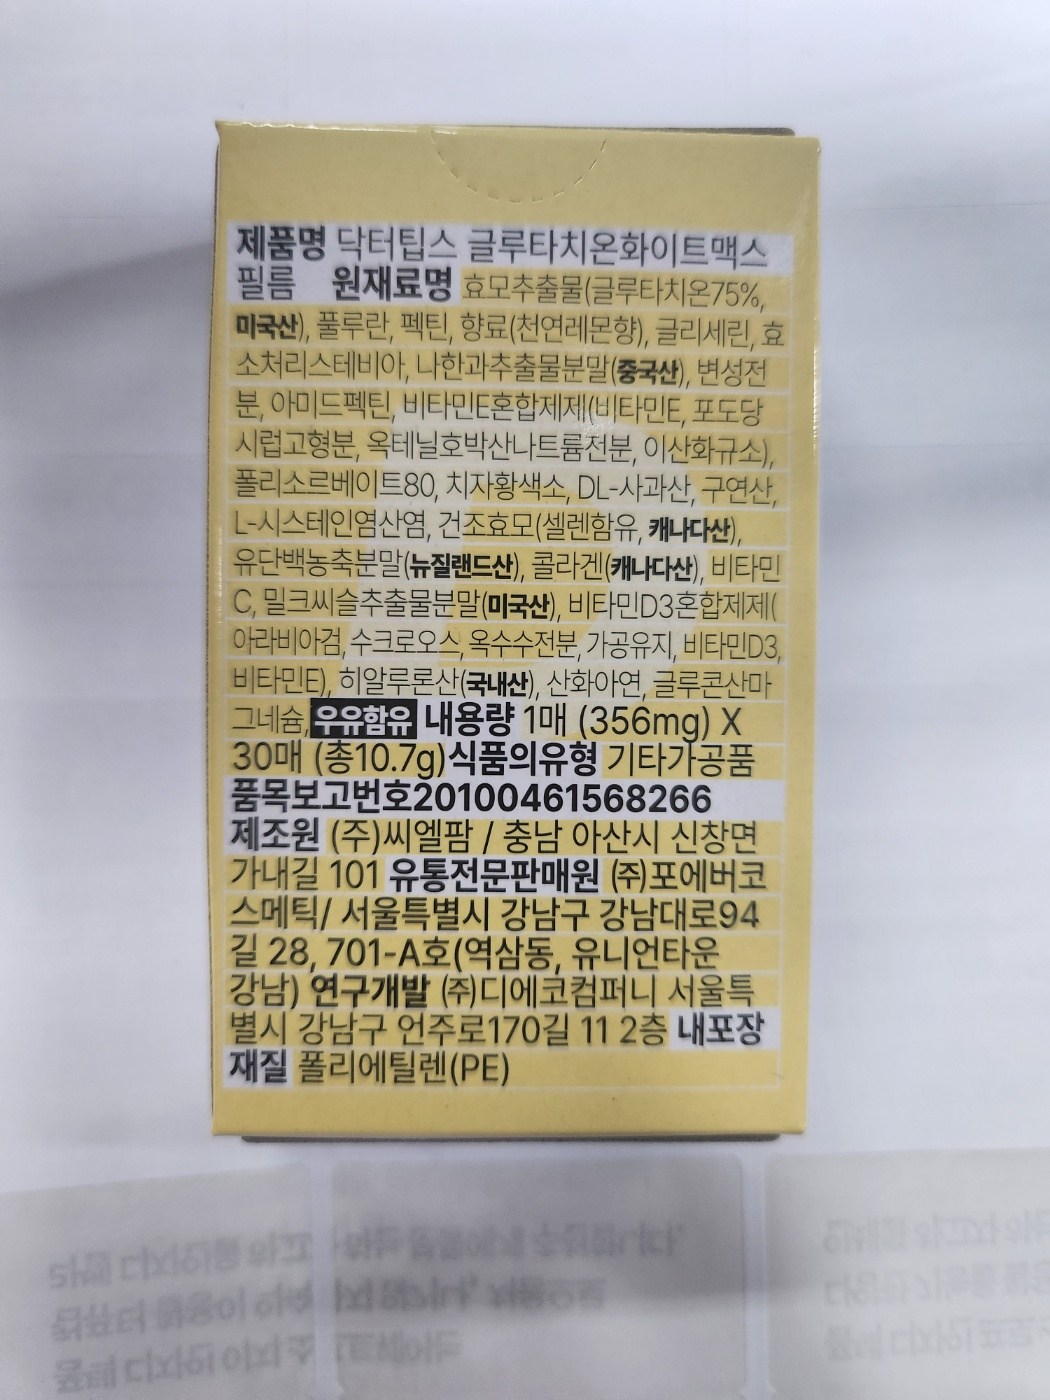 제품명 닥터팁스 글루타치온화이트맥스
필름 원재료명 효모추출물(글루타치온75%,
미국산), 풀루란, 펙틴, 향료(천연레몬향), 글리세린, 효
소처리스테비아, 나한과추출물분말(중국산), 변성전
분, 아미드펙틴, 비타민E혼합제제(비타민E, 포도당
시럽고형분, 옥테닐호박산나트륨전분, 이산화규소),
폴리소르베이트80, 치자황색소, DL-사과산, 구연산,
L-시스테인염산염, 건조효모(셀렌함유, 캐나다산),
유단백농축분말(뉴질랜드산), 콜라겐(캐나다산), 비타민
C, 밀크씨슬추출물분말(미국산), 비타민D3혼합제제(
아라비아검, 수크로오스, 옥수수전분, 가공유지, 비타민D3,
비타민E), 히알루론산(국내산), 산화아연, 글루콘산마
그네슘, 우유함유 내용량 1매 (356mg) X
30매 (총10.7g) 식품의유형 기타가공품
품목보고번호20100461568266
제조원 (주)씨엘팜 / 충남 아산시 신창면
가내길 101 유통전문판매원 ㈜포에버코
스메틱/ 서울특별시 강남구 강남대로94
길 28, 701-A호(역삼동, 유니언타운
강남) 연구개발 ㈜디에코컴퍼니 서울특
별시 강남구 언주로170길 11 2층 내포장
재질 폴리에틸렌(PE)